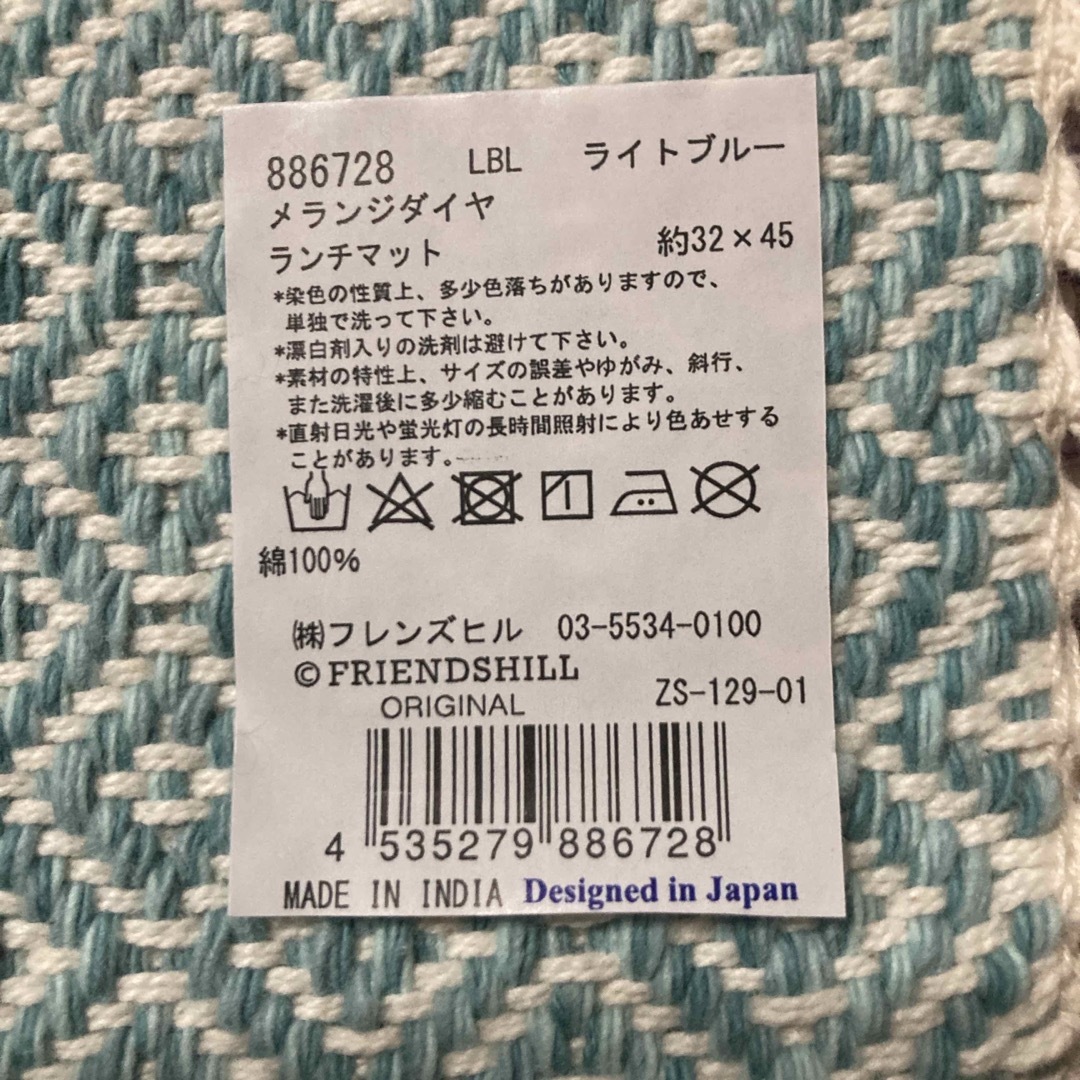 886728 LBL ライトブルー
メランジダイヤ
ランチマット 約32×45
*染色の性質上、多少色落ちがありますので、
単独で洗って下さい。
*漂白剤入りの洗剤は避けて下さい。
*素材の特性上、サイズの誤差やゆがみ、斜行、
また洗濯後に多少縮むことがあります。
*直射日光や蛍光灯の長時間照射により色あせする
ことがあります。
綿100%
㈱フレンズヒル 03-5534-0100
© FRIENDSHILL
ORIGINAL ZS-129-01
4 535279 886728
MADE IN INDIA Designed in Japan